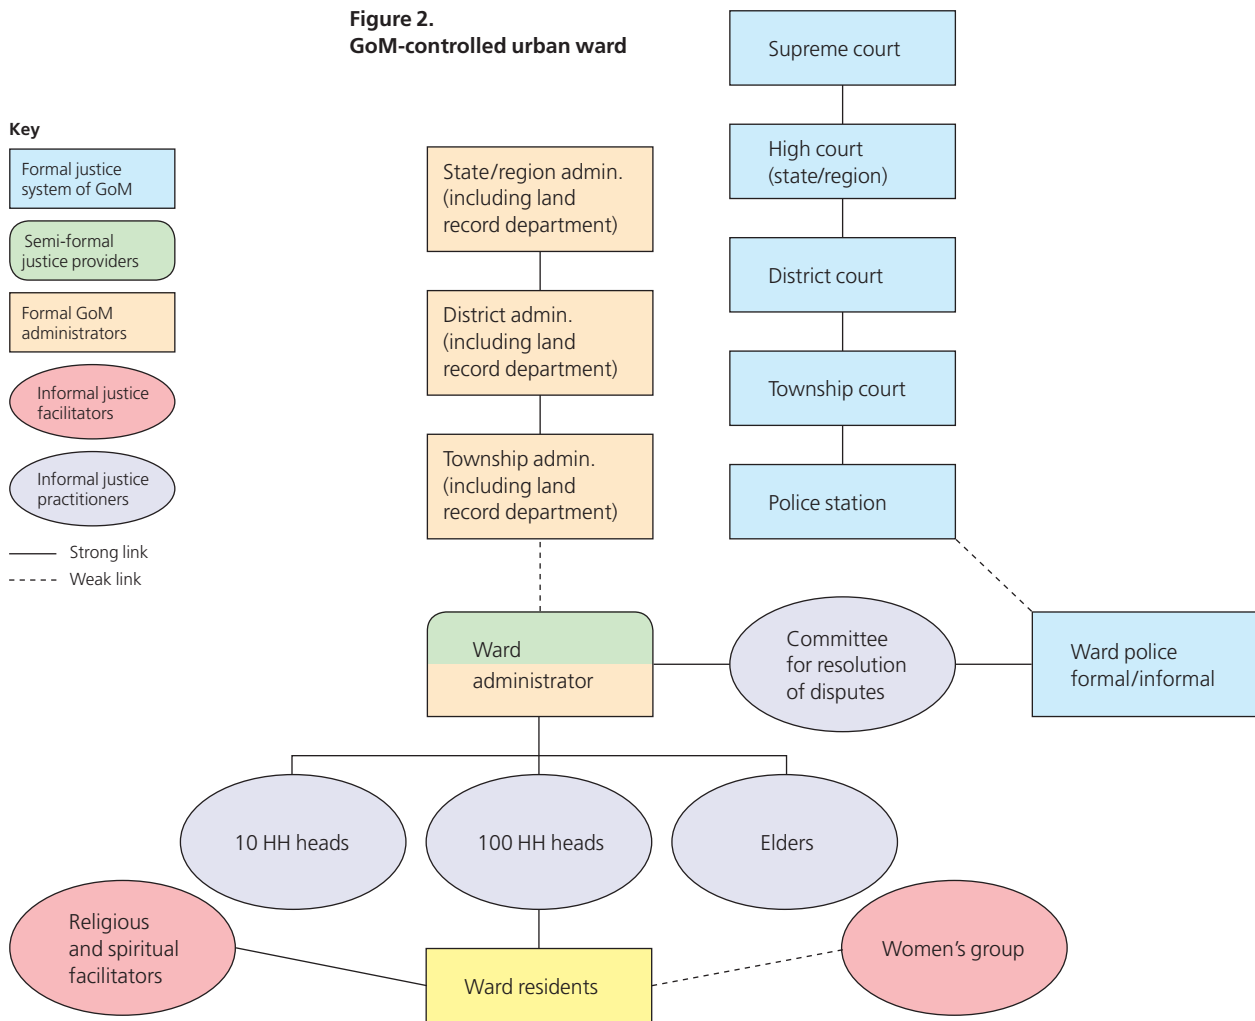 Figure 2.
GoM-controlled urban ward
Key
Formal justice
system of GoM
Semi-formal
justice providers
Formal GoM
administrators
Informal justice
facilitators
Informal justice
practitioners
Strong link
Weak link
State/region admin.
(including land
record department)
District admin.
(including land
record department)
Township admin.
(including land
record department)
Supreme court
High court
(state/region)
District court
Township court
Police station
Ward
administrator
Committee
for resolution
of disputes
Ward police
formal/informal
10 HH heads
100 HH heads
Elders
Religious
and spiritual
facilitators
Ward residents
Women’s group